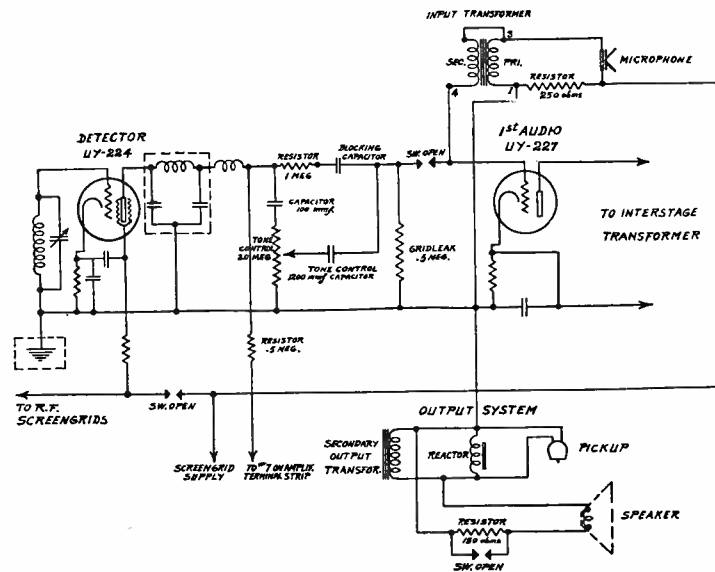 INPUT TRANSFORMER
3
SEC.
PRI.
MICROPHONE
4
1
RESISTOR
250 ohms
DETECTOR
UY-224
1st AUDIO
UY-227
RESISTOR
1 MEG
BLOCKING
CAPACITOR
SW. OPEN
CAPACITOR
100 mmf.
TONE
CONTROL
2.0 MEG.
TONE CONTROL
1200 mmf CAPACITOR
GRIDLEAK
.5 MEG.
TO INTERSTAGE
TRANSFORMER
RESISTOR
.5 MEG.
TO R.F.
SCREENGRIDS
SW. OPEN
OUTPUT SYSTEM
SCREENGRID
SUPPLY
TO #7 ON AMPLIF.
TERMINAL STRIP
SECONDARY
OUTPUT
TRANSFOR.
REACTOR
PICKUP
RESISTOR
150 ohms
SPEAKER
SW. OPEN